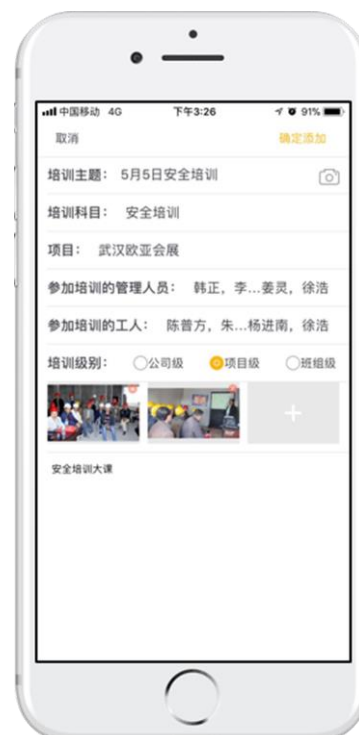 中国移动 4G 下午3:26 91%
取消 确定添加
培训主题： 5月5日安全培训
培训科目： 安全培训
项目： 武汉欧亚会展
参加培训的管理人员： 韩正，李...姜灵，徐浩
参加培训的工人： 陈普方，朱...杨进南，徐浩
培训级别： 公司级 项目级 班组级
安全培训大课